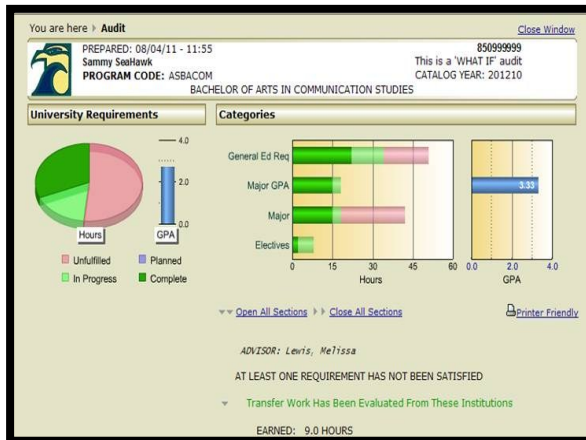 You are here ▸ Audit
Close Window
PREPARED: 08/04/11 - 11:55
850999999
Sammy SeaHawk
This is a 'WHAT IF' audit
PROGRAM CODE: ASBACOM
CATALOG YEAR: 201210
BACHELOR OF ARTS IN COMMUNICATION STUDIES
University Requirements
4.0
2.0
0.0
Hours
GPA
Unfulfilled
Planned
In Progress
Complete
Categories
General Ed Req
Major GPA
Major
Electives
0 15 30 45 60
Hours
3.33
0.0 2.0 4.0
GPA
Open All Sections Close All Sections
Printer Friendly
ADVISOR: Lewis, Melissa
AT LEAST ONE REQUIREMENT HAS NOT BEEN SATISFIED
Transfer Work Has Been Evaluated From These Institutions
EARNED: 9.0 HOURS